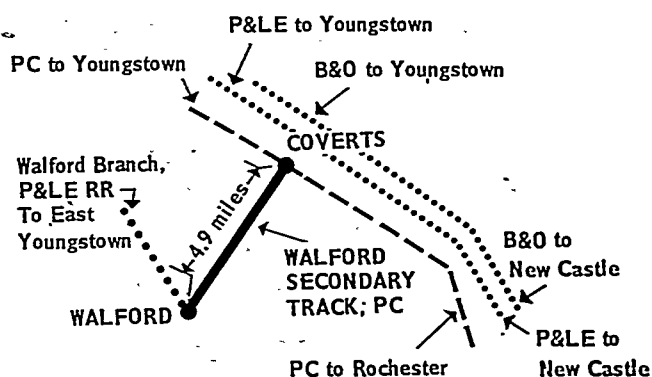 P&LE to Youngstown
PC to Youngstown
B&O to Youngstown
COVERTS
Walford Branch,
P&LE RR
To East
Youngstown
4.9 miles
WALFORD
SECONDARY
TRACK; PC
B&O to
New Castle
WALFORD
P&LE to
New Castle
PC to Rochester